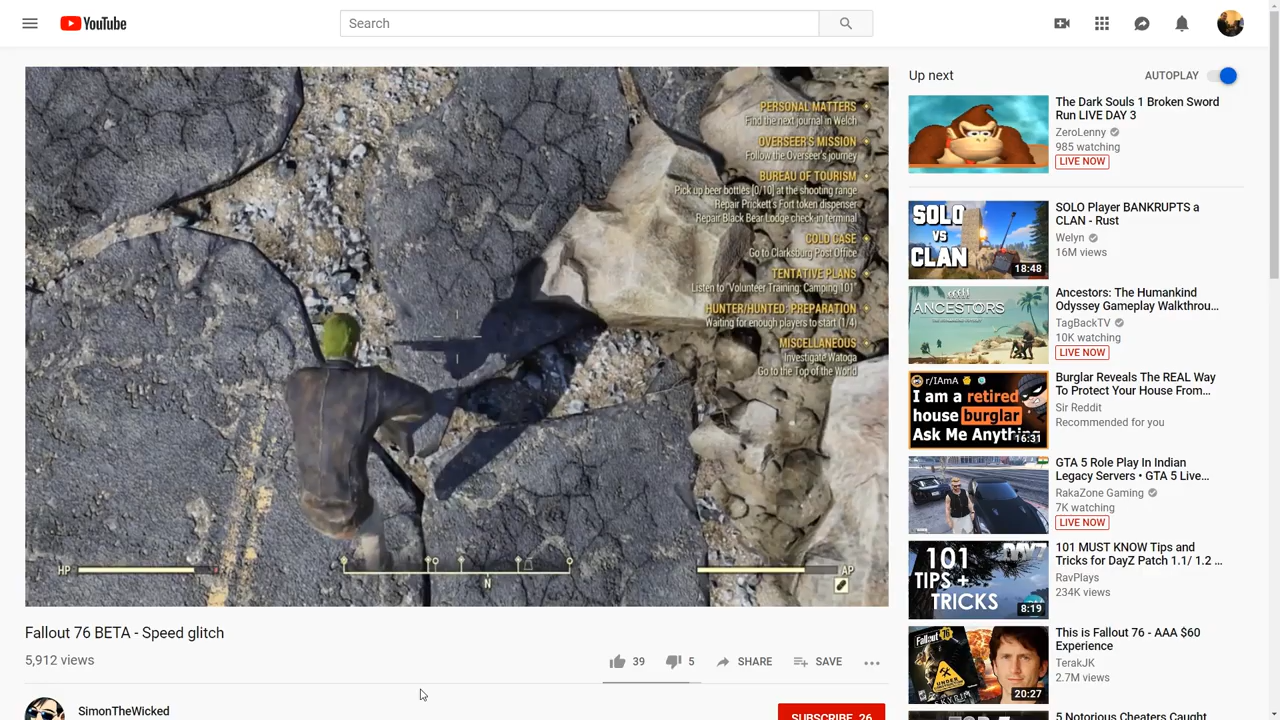 YouTube
Search
PERSONAL MATTERS
Find the next journal in Welch
OVERSEER'S MISSION
Follow the Overseer's journey
BUREAU OF TOURISM
Pick up beer bottles [0/10] at the shooting range
Repair Prickett's Fort token dispenser
Repair Black Bear Lodge check-in terminal
COLD CASE
Go to Clarksburg Post Office
TENTATIVE PLANS
Listen to "Volunteer Training: Camping 101"
HUNTER/HUNTED: PREPARATION
Waiting for enough players to start (1/4)
MISCELLANEOUS
Investigate Watoga
Go to the Top of the World
HP
N
AP
Fallout 76 BETA - Speed glitch
5,912 views
39
5
SHARE
SAVE
SimonTheWicked
SUBSCRIBE 26
Up next
AUTOPLAY
The Dark Souls 1 Broken Sword
Run LIVE DAY 3
ZeroLenny
985 watching
LIVE NOW
SOLO
VS
CLAN
18:48
SOLO Player BANKRUPTS a
CLAN - Rust
Welyn
16M views
ANCESTORS
Ancestors: The Humankind
Odyssey Gameplay Walkthrou...
TagBackTV
10K watching
LIVE NOW
r/IAmA
I am a retired
house burglar
Ask Me Anything
16:31
Burglar Reveals The REAL Way
To Protect Your House From...
Sir Reddit
Recommended for you
GTA 5 Role Play In Indian
Legacy Servers • GTA 5 Live...
RakaZone Gaming
7K watching
LIVE NOW
101 DAYZ
TIPS +
TRICKS
8:19
101 MUST KNOW Tips and
Tricks for DayZ Patch 1.1/ 1.2 ...
RavPlays
234K views
Fallout 76
UNDER
SKYRIM
20:27
This is Fallout 76 - AAA $60
Experience
TerakJK
2.7M views
5 Notorious Cheaters Caught